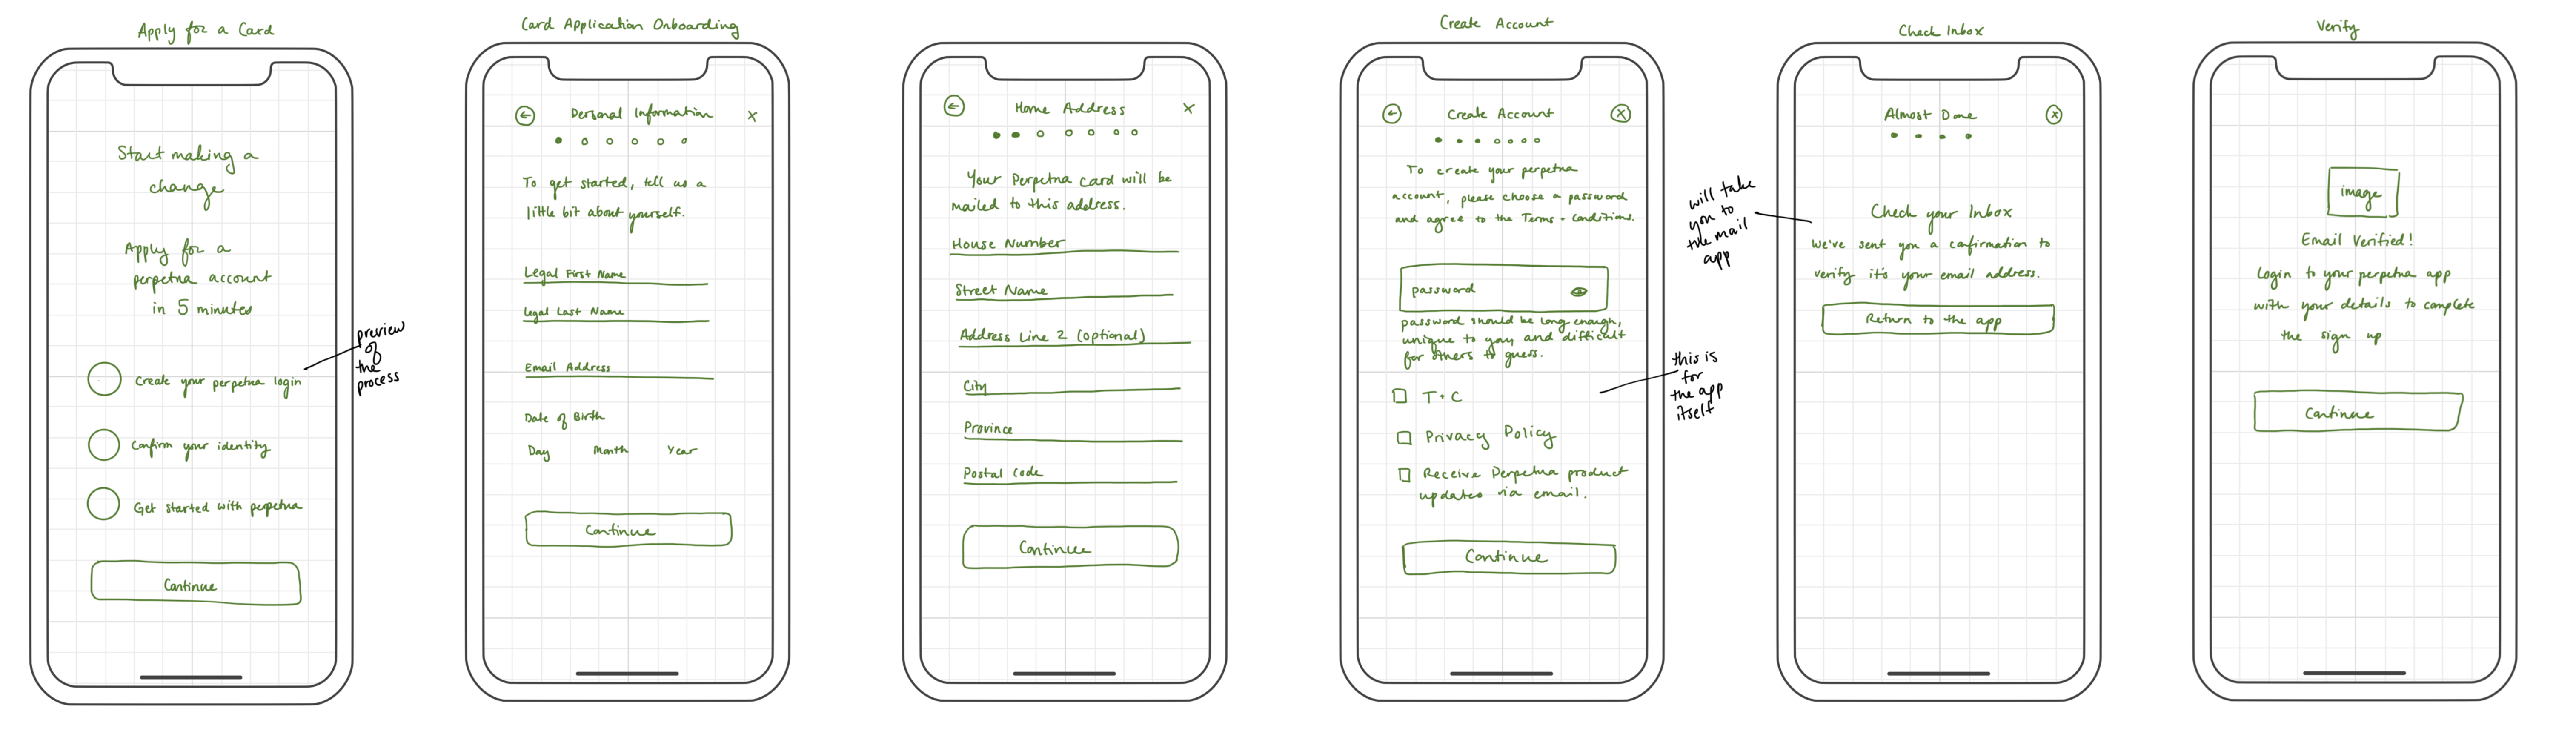 Apply for a Card
Start making a
change
Apply for a
perpetua account
in 5 minutes
Create your perpetua login
Confirm your identity
Get started with perpetua
Continue
preview
of
the
process
Card Application Onboarding
Personal Information
×
To get started, tell us a
little bit about yourself.
Legal First Name
Legal Last Name
Email Address
Date of Birth
Day Month Year
Continue
Home Address
×
Your Perpetua card will be
mailed to this address.
House Number
Street Name
Address Line 2 (optional)
City
Province
Postal Code
Continue
Create Account
Create Account
×
To create your perpetua
account, please choose a password
and agree to the Terms + Conditions.
password
password should be long enough,
unique to you, and difficult
for others to guess.
T+C
Privacy Policy
Receive Perpetua product
updates via email.
Continue
this is
for
the app
itself
will take
you to
the mail
app
Check Inbox
Almost Done
×
Check your Inbox
We've sent you a confirmation to
verify it's your email address.
Return to the app
Verify
image
Email Verified!
Login to your perpetua app
with your details to complete
the sign up
Continue